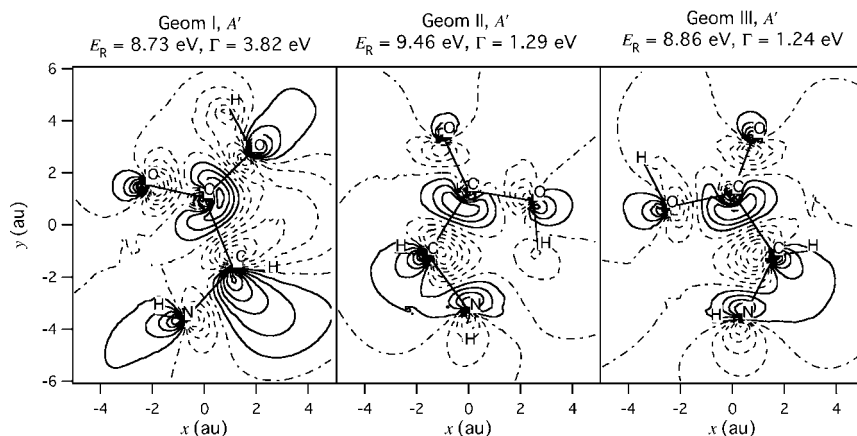 Geom I, A′
E_R = 8.73 eV, Γ = 3.82 eV
Geom II, A′
E_R = 9.46 eV, Γ = 1.29 eV
Geom III, A′
E_R = 8.86 eV, Γ = 1.24 eV
6
4
2
0
-2
-4
-6
y (au)
H
O
O
C
C
H
H
N
O
C
O
H
H
C
N
H
O
H
C
O
H
C
H
N
-4 -2 0 2 4
-4 -2 0 2 4
-4 -2 0 2 4
x (au)
x (au)
x (au)